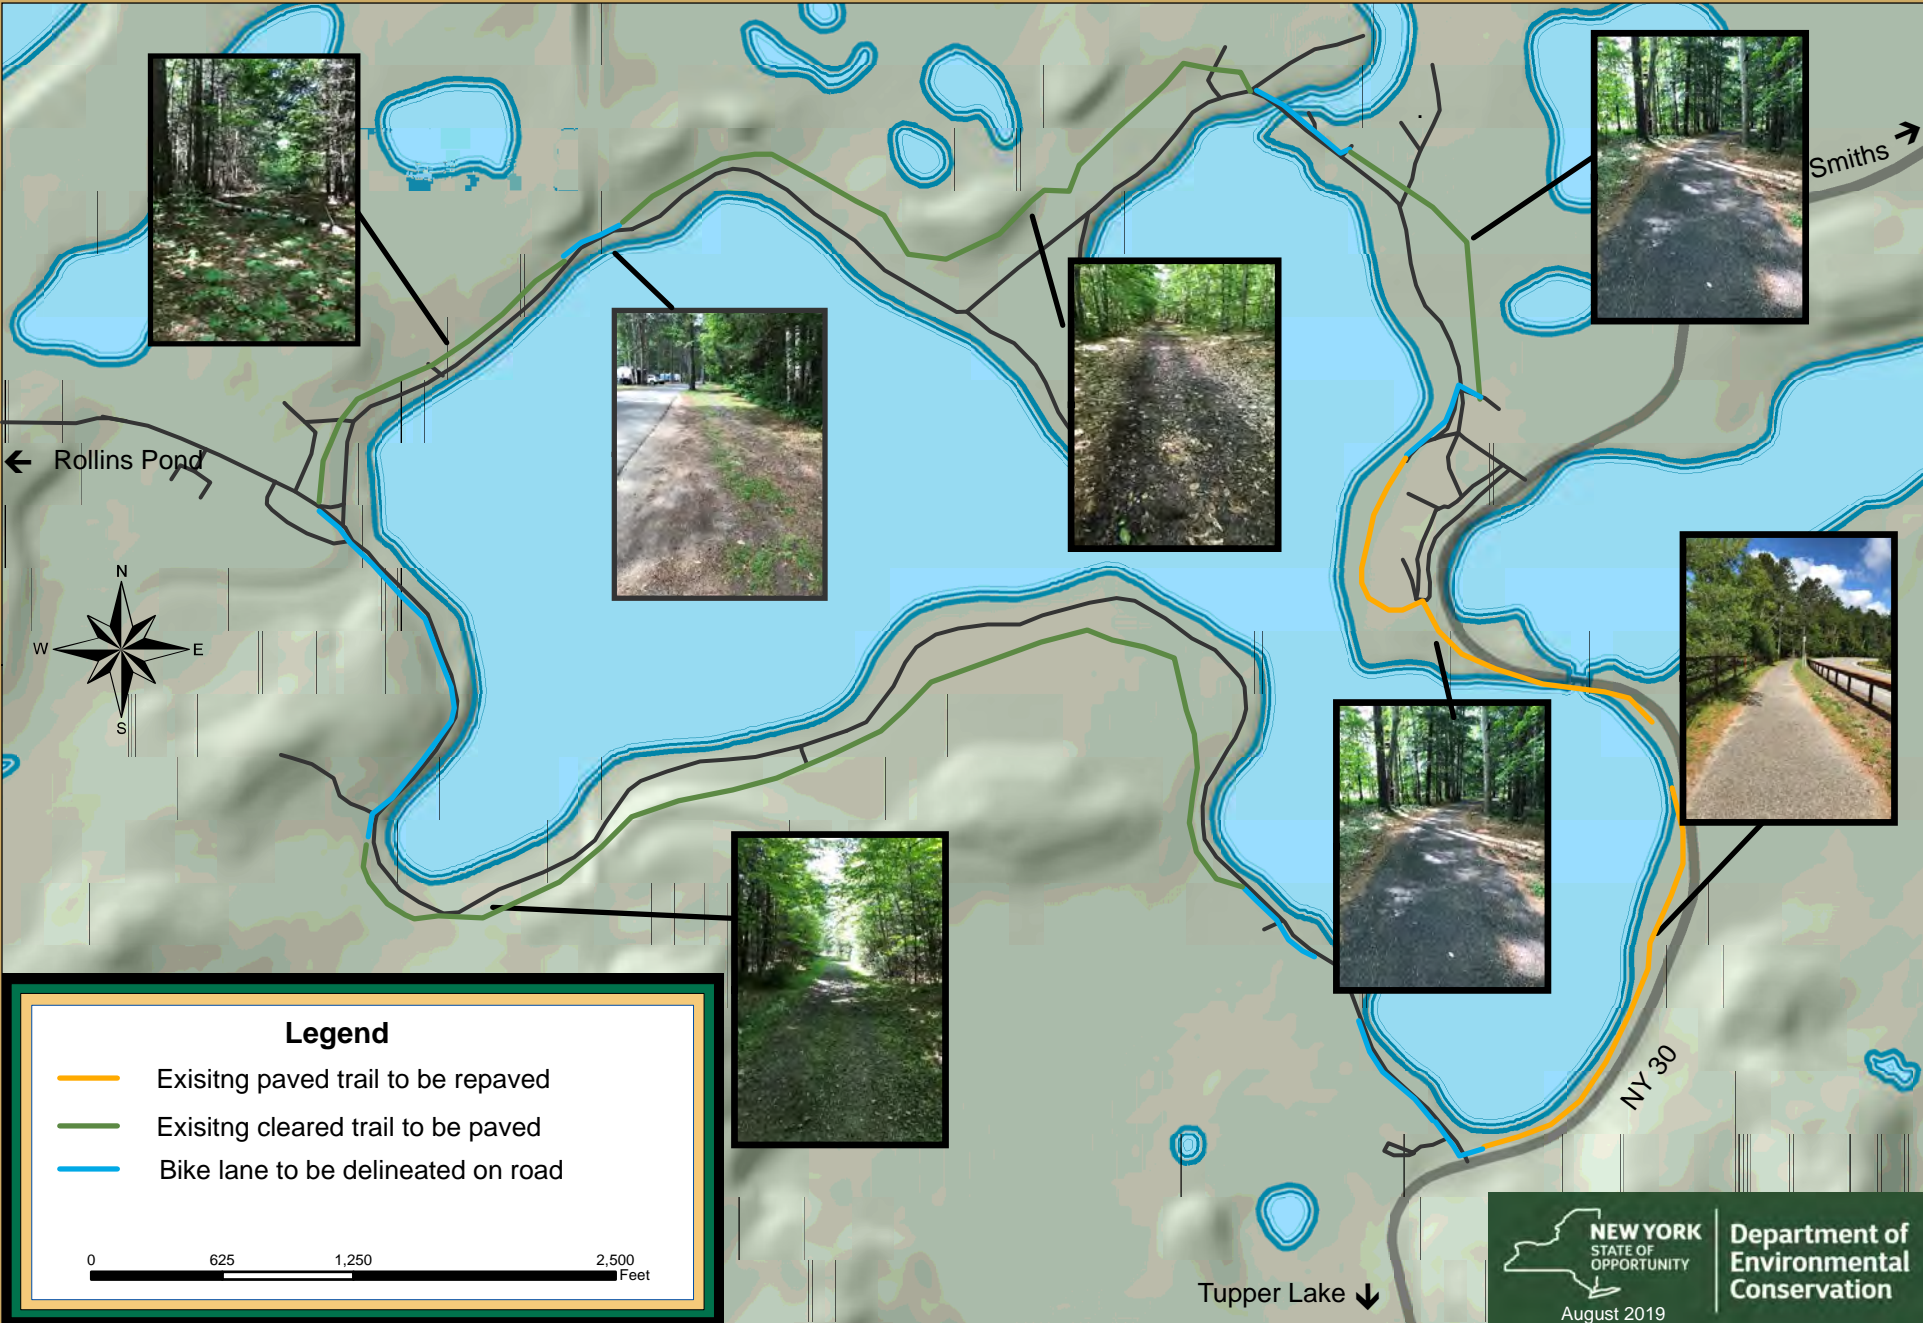 Smiths
Rollins Pond
N
W
E
S
NY 30
Legend
Exisitng paved trail to be repaved
Exisitng cleared trail to be paved
Bike lane to be delineated on road
0 625 1,250 2,500
Feet
Tupper Lake
NEW YORK
STATE OF
OPPORTUNITY
Department of
Environmental
Conservation
August 2019